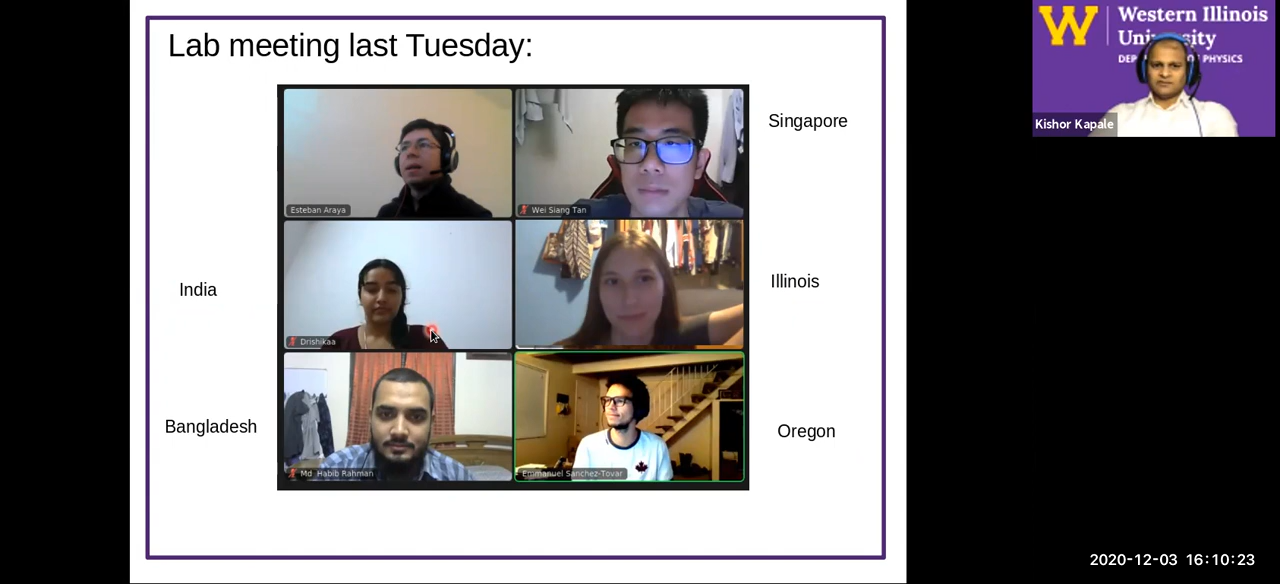 Lab meeting last Tuesday:
Singapore
Esteban Araya
Wei Siang Tan
India
Illinois
Drishikaa
Bangladesh
Oregon
Md Habib Rahman
Emmanuel Sanchez-Tovar
W
Western Illinois
University
PHYSICS
Kishor Kapale
2020-12-03 16:10:23